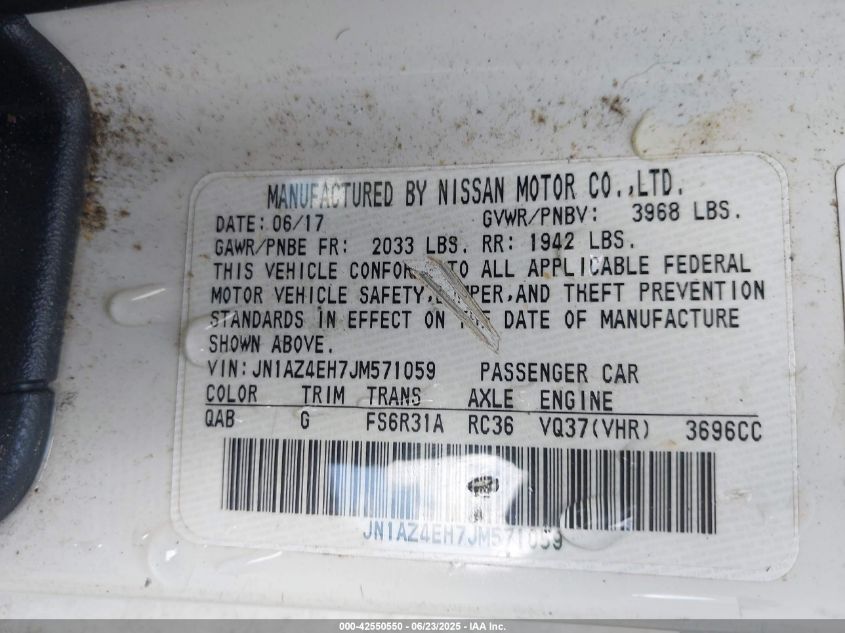 MANUFACTURED BY NISSAN MOTOR CO.,LTD.
DATE: 06/17 GVWR/PNBV: 3968 LBS.
GAWR/PNBE FR: 2033 LBS. RR: 1942 LBS.
THIS VEHICLE CONFOR TO ALL APPLICABLE FEDERAL
MOTOR VEHICLE SAFETY, PER,AND THEFT PREVENTION
STANDARDS IN EFFECT ON DATE OF MANUFACTURE
SHOWN ABOVE.
VIN: JN1AZ4EH7JM571059 PASSENGER CAR
COLOR TRIM TRANS AXLE ENGINE
QAB G FS6R31A RC36 VQ37(VHR) 3696CC
JN1AZ4EH7JM571059
000-42550550 - 06/23/2025 - IAA Inc.